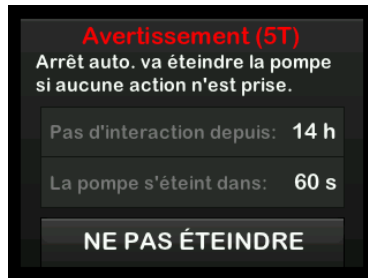 Avertissement (5T)
Arrêt auto. va éteindre la pompe
si aucune action n'est prise.
Pas d'interaction depuis: 14 h
La pompe s'éteint dans: 60 s
NE PAS ÉTEINDRE